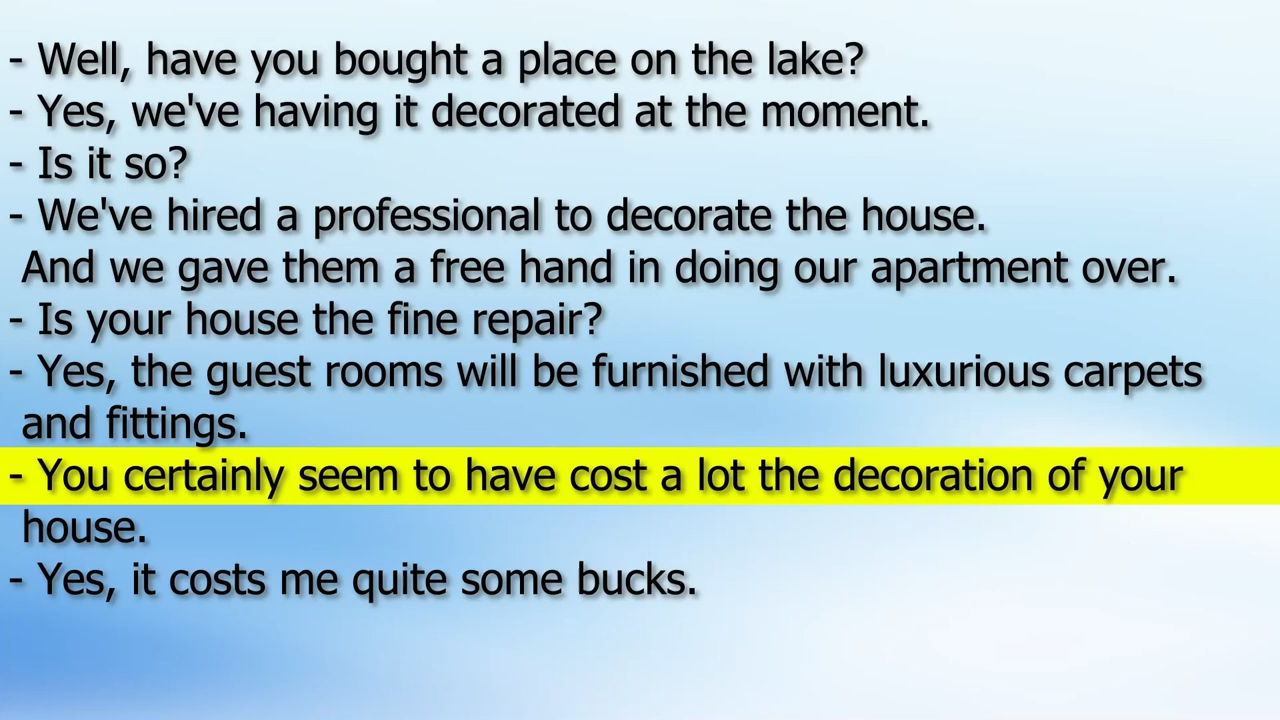 - Well, have you bought a place on the lake?
- Yes, we've having it decorated at the moment.
- Is it so?
- We've hired a professional to decorate the house.
And we gave them a free hand in doing our apartment over.
- Is your house the fine repair?
- Yes, the guest rooms will be furnished with luxurious carpets
and fittings.
- You certainly seem to have cost a lot the decoration of your
house.
- Yes, it costs me quite some bucks.